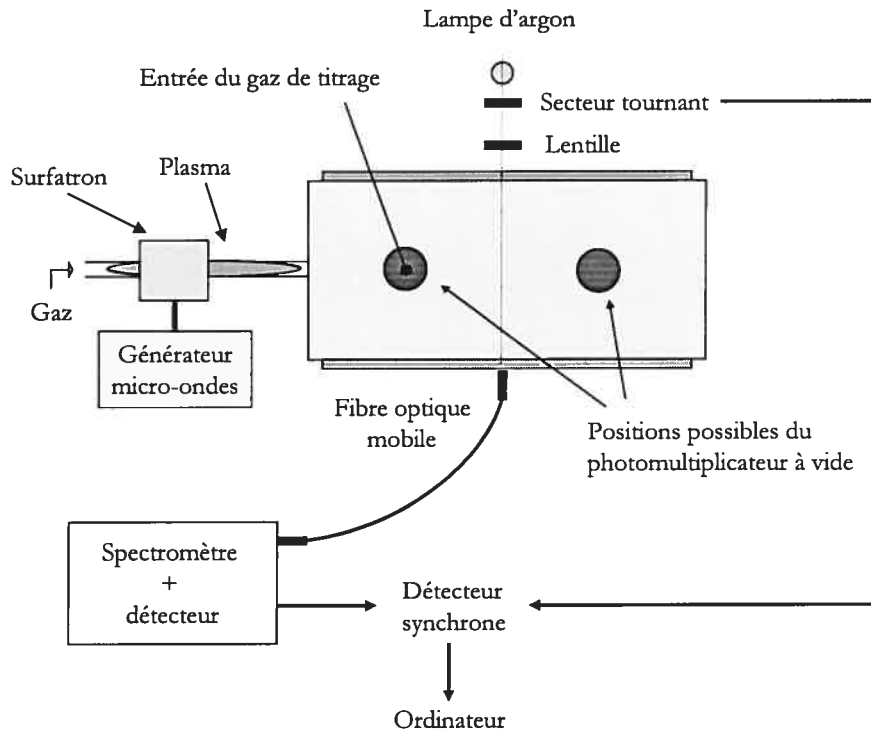 Lampe d'argon
Entrée du gaz de titrage
Secteur tournant
Lentille
Plasma
Surfatron
Gaz
Générateur
micro-ondes
Fibre optique
mobile
Positions possibles du
photomultiplicateur à vide
Spectromètre
+
détecteur
Détecteur
synchrone
Ordinateur